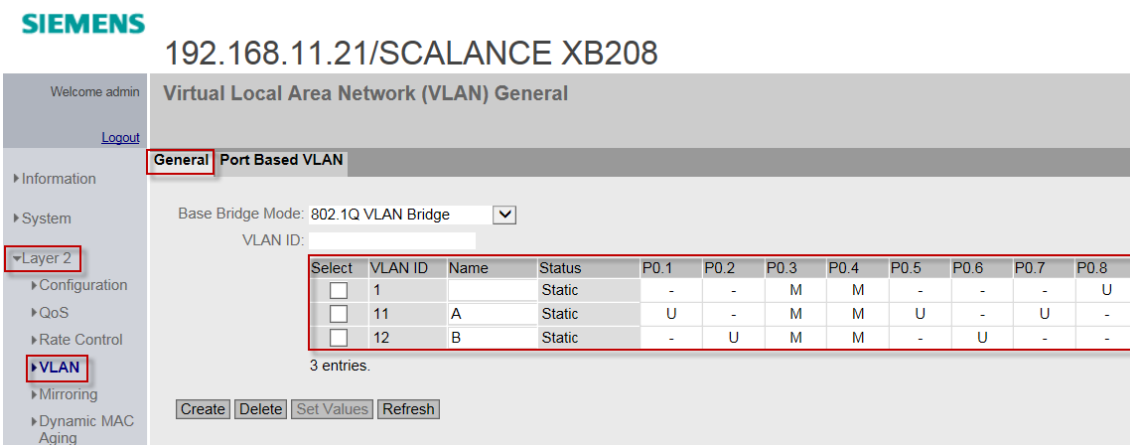 SIEMENS
192.168.11.21/SCALANCE XB208
Welcome admin
Virtual Local Area Network (VLAN) General
Logout
General Port Based VLAN
Information
System
Layer 2
Configuration
QoS
Rate Control
VLAN
Mirroring
Dynamic MAC
Aging
Base Bridge Mode: 802.1Q VLAN Bridge
VLAN ID:
Select VLAN ID Name Status P0.1 P0.2 P0.3 P0.4 P0.5 P0.6 P0.7 P0.8
1 Static - - M M - - - U
11 A Static U - M M U - U -
12 B Static - U M M - U - -
3 entries.
Create Delete Set Values Refresh